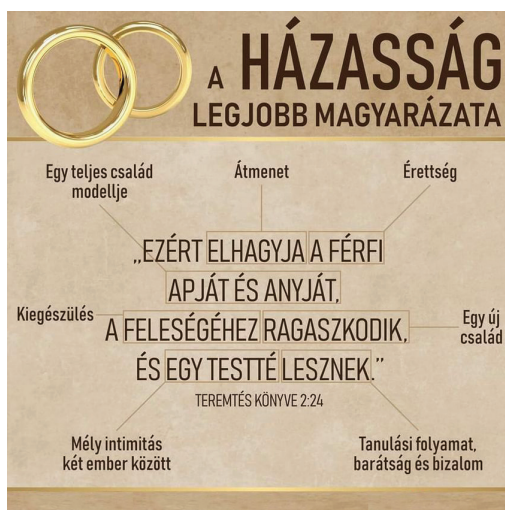 A HÁZASSÁG
LEGJOBB MAGYARÁZATA
Egy teljes család
modellje
Átmenet
Érettség
„EZÉRT ELHAGYJA A FÉRFI
APJÁT ÉS ANYJÁT,
A FELESÉGÉHEZ RAGASZKODIK,
ÉS EGY TESTTÉ LESZNEK.”
TEREMTÉS KÖNYVE 2:24
Kiegészülés
Egy új
család
Mély intimitás
két ember között
Tanulási folyamat,
barátság és bizalom